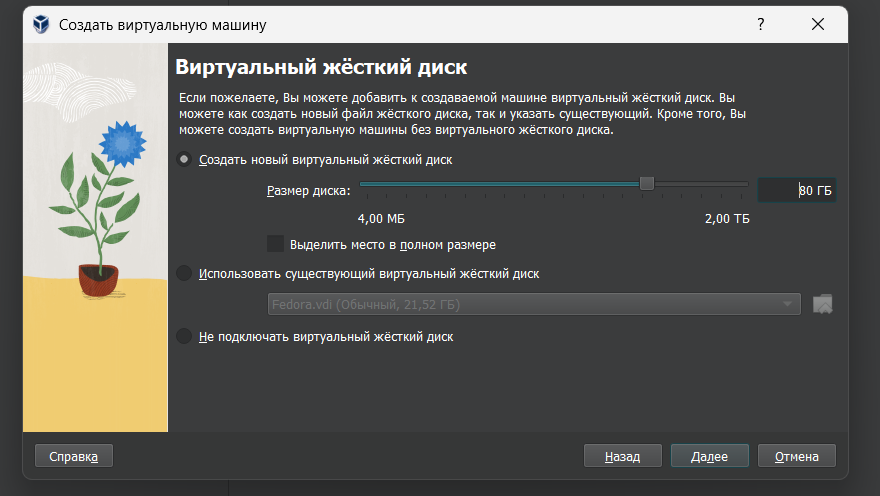 Создать виртуальную машину
?
Виртуальный жёсткий диск
Если пожелаете, Вы можете добавить к создаваемой машине виртуальный жёсткий диск. Вы
можете как создать новый файл жёсткого диска, так и указать существующий. Кроме того, Вы
можете создать виртуальную машины без виртуального жёсткого диска.
Создать новый виртуальный жёсткий диск
Размер диска: 80 ГБ
4,00 МБ 2,00 ТБ
Выделить место в полном размере
Использовать существующий виртуальный жёсткий диск
Fedora.vdi (Обычный, 21,52 ГБ)
Не подключать виртуальный жёсткий диск
Справка Назад Далее Отмена